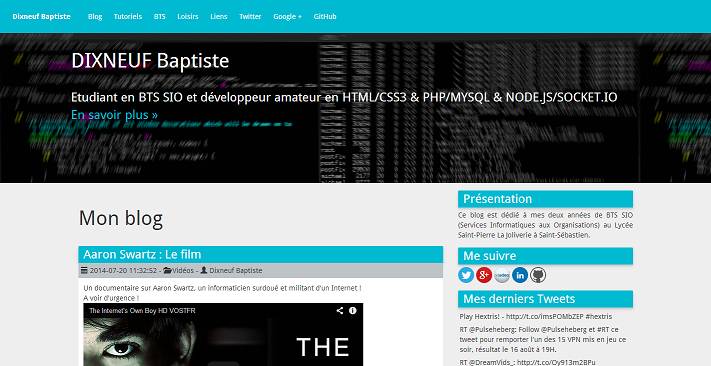 Dixneuf Baptiste Blog Tutoriels BTS Loisirs Liens Twitter Google + GitHub
DIXNEUF Baptiste
Etudiant en BTS SIO et développeur amateur en HTML/CSS3 & PHP/MYSQL & NODE.JS/SOCKET.IO
En savoir plus »
Mon blog
Aaron Swartz : Le film
2014-07-20 11:32:52 - Vidéos - Dixneuf Baptiste
Un documentaire sur Aaron Swartz, un informaticien surdoué et militant d'un Internet !
A voir d'urgence !
The Internet's Own Boy HD VOSTFR
THE
Présentation
Ce blog est dédié à mes deux années de BTS SIO
(Services Informatiques aux Organisations) au Lycée
Saint-Pierre La Joliverie à Saint-Sébastien.
Me suivre
Mes derniers Tweets
Play Hextris! - http://t.co/imsPOMbZEP #hextris
RT @Pulseheberg: Follow @Pulseheberg et #RT ce
tweet pour remporter l'un des 15 VPN mis en jeu ce
soir, résultat le 16 août à 19H.
RT @DreamVids_: http://t.co/Oy913m2BPu